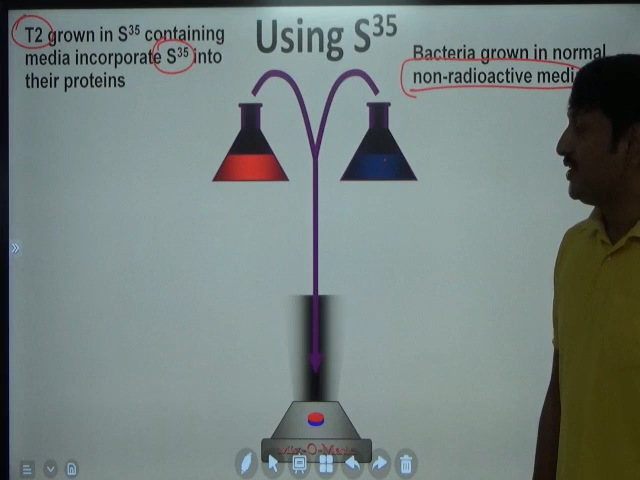 Using S35
T2 grown in S35 containing
media incorporate S35 into
their proteins
Bacteria grown in normal
non-radioactive